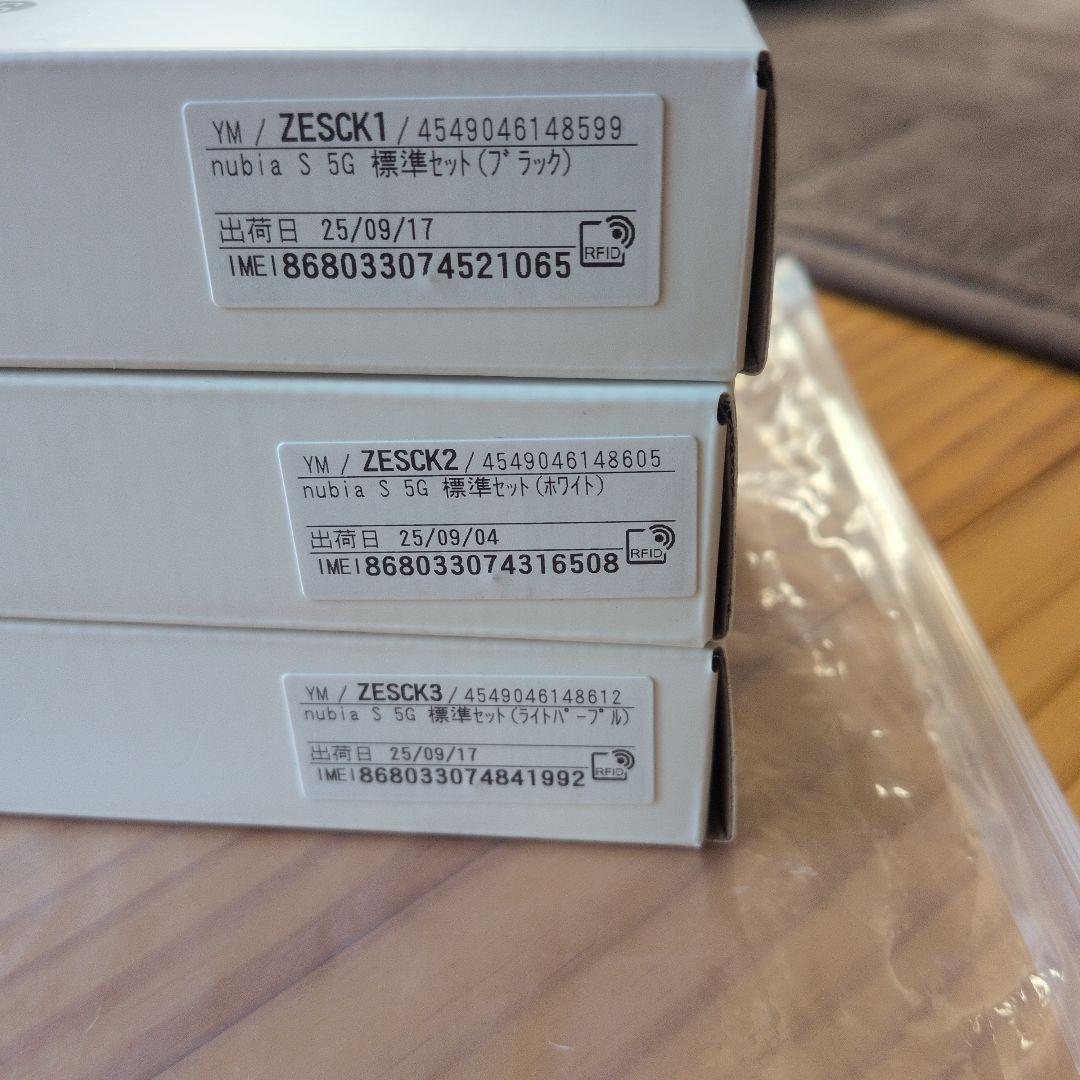 YM / ZESCK1 / 4549046148599
nubia S 5G 標準セット(ブラック)
出荷日 25/09/17
RFID
IMEI 868033074521065
YM / ZESCK2 / 4549046148605
nubia S 5G 標準セット(ホワイト)
出荷日 25/09/04
RFID
IMEI 868033074316508
YM / ZESCK3 / 4549046148612
nubia S 5G 標準セット(ライトパープル)
出荷日 25/09/17
RFID
IMEI 868033074841992